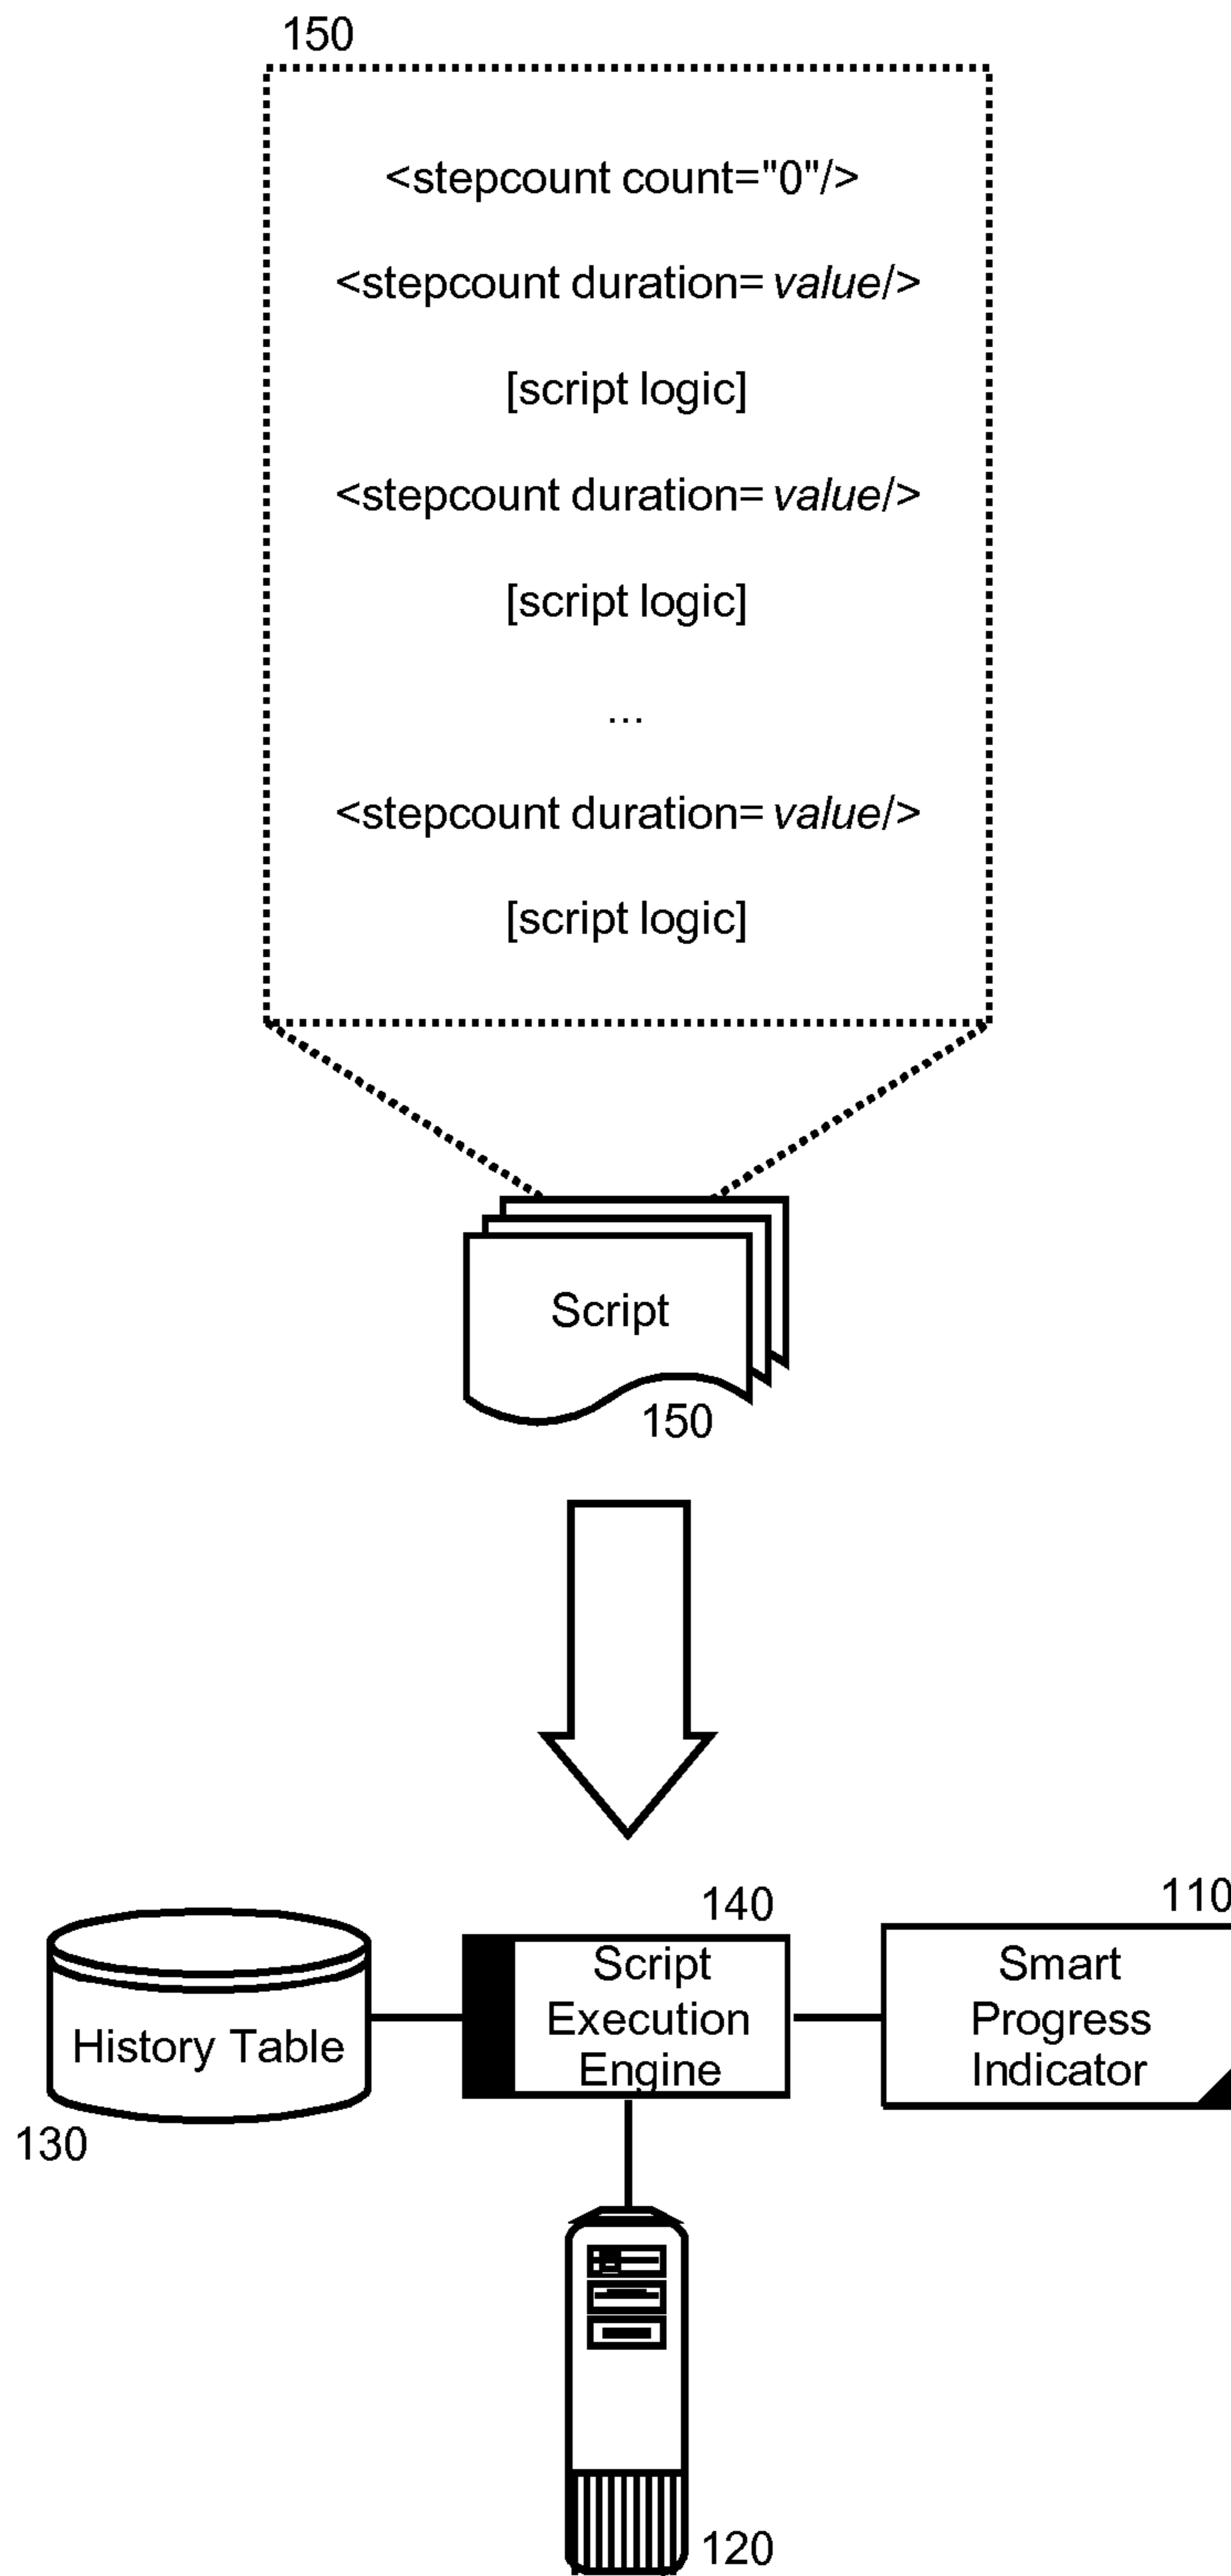 150
<stepcount count="0"/>
<stepcount duration=value/>
[script logic]
<stepcount duration=value/>
[script logic]
...
<stepcount duration=value/>
[script logic]
Script
150
140
110
Script
Execution
Engine
Smart
Progress
Indicator
History Table
130
120